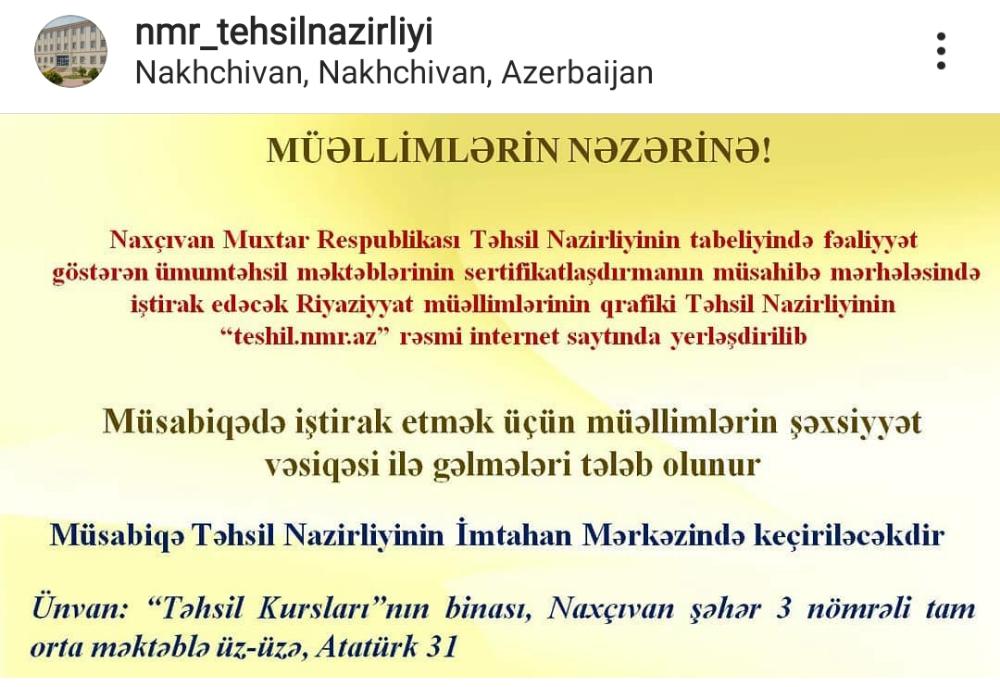 nmr_tehsilnazirliyi
Nakhchivan, Nakhchivan, Azerbaijan
MÜƏLLİMLƏRİN NƏZƏRİNƏ!
Naxçıvan Muxtar Respublikası Təhsil Nazirliyinin tabeliyində fəaliyyət
göstərən ümumtəhsil məktəblərinin sertifikatlaşdırmanın müsahibə mərhələsində
iştirak edəcək Riyaziyyat müəllimlərinin qrafiki Təhsil Nazirliyinin
“teshil.nmr.az” rəsmi internet saytında yerləşdirilib
Müsabiqədə iştirak etmək üçün müəllimlərin şəxsiyyət
vəsiqəsi ilə gəlmələri tələb olunur
Müsabiqə Təhsil Nazirliyinin İmtahan Mərkəzində keçiriləcəkdir
Ünvan: “Təhsil Kursları”nın binası, Naxçıvan şəhər 3 nömrəli tam
orta məktəblə üz-üzə, Atatürk 31